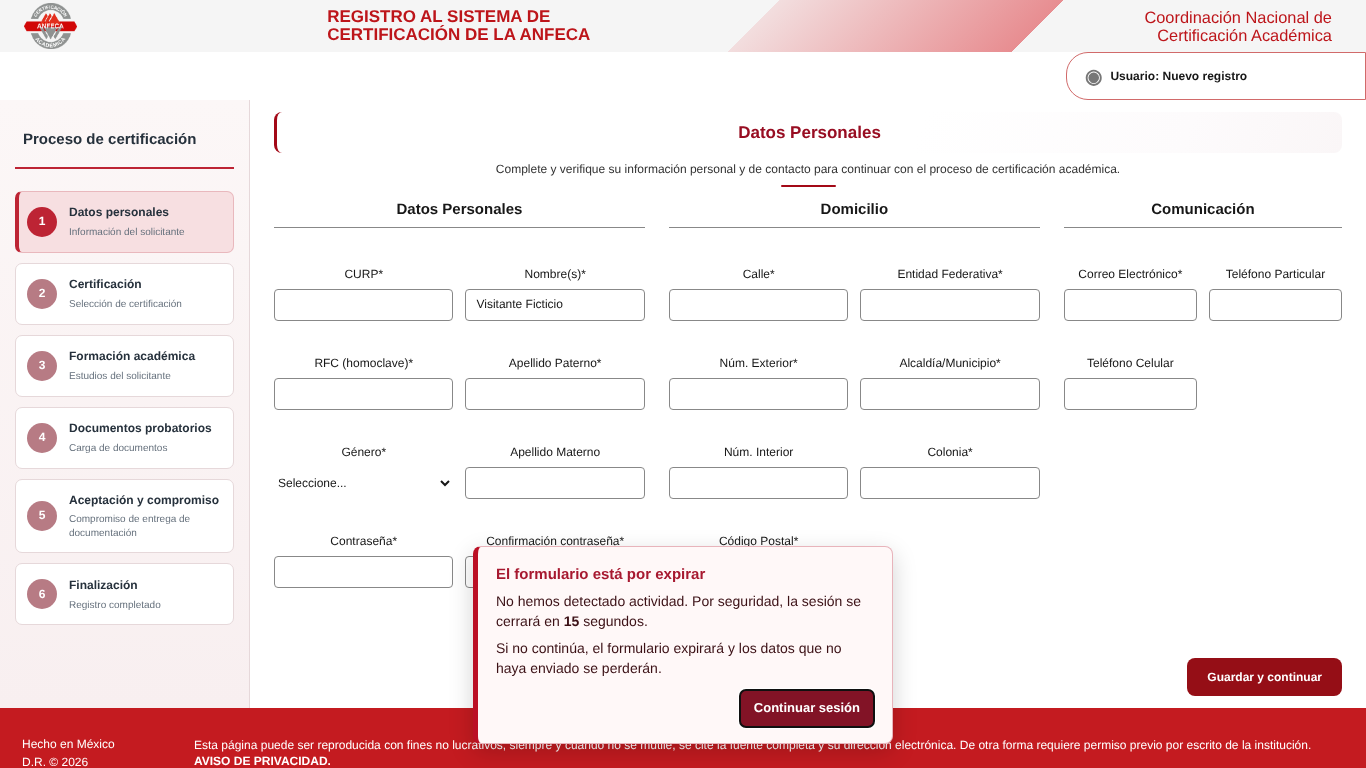 CERTIFICACIÓN
ANFECA
ACADÉMICA
REGISTRO AL SISTEMA DE
CERTIFICACIÓN DE LA ANFECA
Coordinación Nacional de
Certificación Académica
Usuario: Nuevo registro
Proceso de certificación
1
Datos personales
Información del solicitante
2
Certificación
Selección de certificación
3
Formación académica
Estudios del solicitante
4
Documentos probatorios
Carga de documentos
5
Aceptación y compromiso
Compromiso de entrega de
documentación
6
Finalización
Registro completado
Datos Personales
Complete y verifique su información personal y de contacto para continuar con el proceso de certificación académica.
Datos Personales
Domicilio
Comunicación
CURP*
Nombre(s)*
Calle*
Entidad Federativa*
Correo Electrónico*
Teléfono Particular
Visitante Ficticio
RFC (homoclave)*
Apellido Paterno*
Núm. Exterior*
Alcaldía/Municipio*
Teléfono Celular
Género*
Apellido Materno
Núm. Interior
Colonia*
Seleccione...
Contraseña*
Confirmación contraseña*
Código Postal*
El formulario está por expirar
No hemos detectado actividad. Por seguridad, la sesión se
cerrará en 15 segundos.
Si no continúa, el formulario expirará y los datos que no
haya enviado se perderán.
Continuar sesión
Guardar y continuar
Hecho en México
D.R. © 2026
Esta página puede ser reproducida con fines no lucrativos, siempre y cuando no se mutile, se cite la fuente completa y su dirección electrónica. De otra forma requiere permiso previo por escrito de la institución.
AVISO DE PRIVACIDAD.